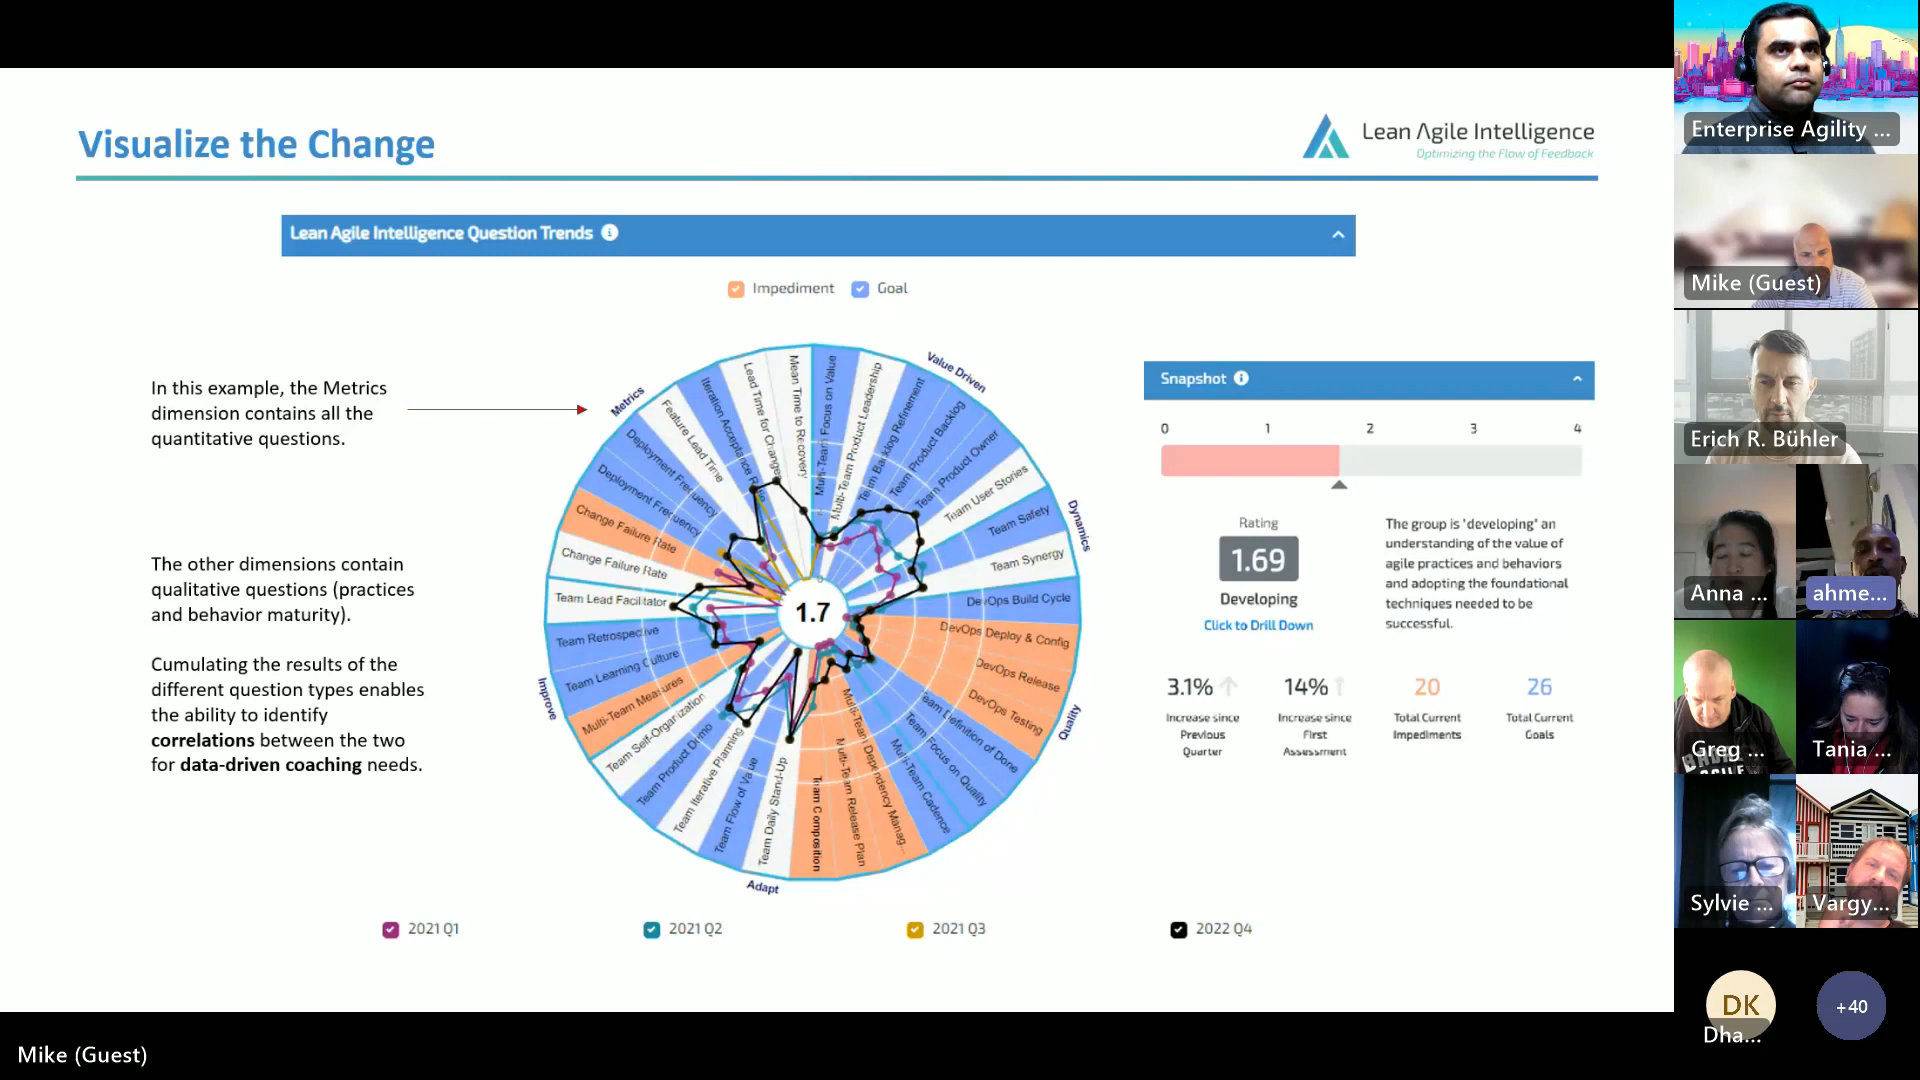 Visualize the Change
Lean Agile Intelligence
Optimizing the Flow of Feedback
Lean Agile Intelligence Question Trends
Impediment
Goal
In this example, the Metrics
dimension contains all the
quantitative questions.
The other dimensions contain
qualitative questions (practices
and behavior maturity).
Cumulating the results of the
different question types enables
the ability to identify
correlations between the two
for data-driven coaching needs.
Value Driven
Multi-Team Focus on Value
Multi-Team Product Leadership
Team Backlog Refinement
Team Product Backlog
Team Product Owner
Team User Stories
Dynamics
Team Safety
Team Synergy
Quality
DevOps Build Cycle
DevOps Deploy & Config
DevOps Release
DevOps Testing
Team Definition of Done
Team Focus on Quality
Multi-Team Cadence
Adapt
Multi-Team Dependency Manag...
Multi-Team Release Plan
Team Composition
Team Daily Stand-Up
Team Flow of Value
Team Iterative Planning
Team Product Demo
Team Self-Organization
Improve
Multi-Team Measures
Team Learning Culture
Team Retrospective
Team Lead Facilitator
Metrics
Change Failure Rate
Change Failure Rate
Deployment Frequency
Deployment Frequency
Feature Lead Time
Iteration Acceptance Ratio
Lead Time for Changes
Mean Time to Recovery
0
1.7
2021 Q1
2021 Q2
2021 Q3
2022 Q4
Snapshot
0 1 2 3 4
Rating
1.69
Developing
Click to Drill Down
The group is 'developing' an
understanding of the value of
agile practices and behaviors
and adopting the foundational
techniques needed to be
successful.
3.1%
Increase since
Previous
Quarter
14%
Increase since
First
Assessment
20
Total Current
Impediments
26
Total Current
Goals
Mike (Guest)
Enterprise Agility ...
Mike (Guest)
Erich R. Bühler
Anna ...
ahme...
Greg ...
Tania ...
Sylvie ...
Vargy...
DK
Dha...
+40